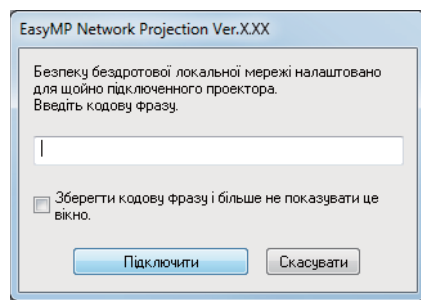 EasyMP Network Projection Ver.X.XX
Безпеку бездротової локальної мережі налаштовано
для щойно підключенного проектора.
Введіть кодову фразу.
Зберегти кодову фразу і більше не показувати це
вікно.
Підключити
Скасувати